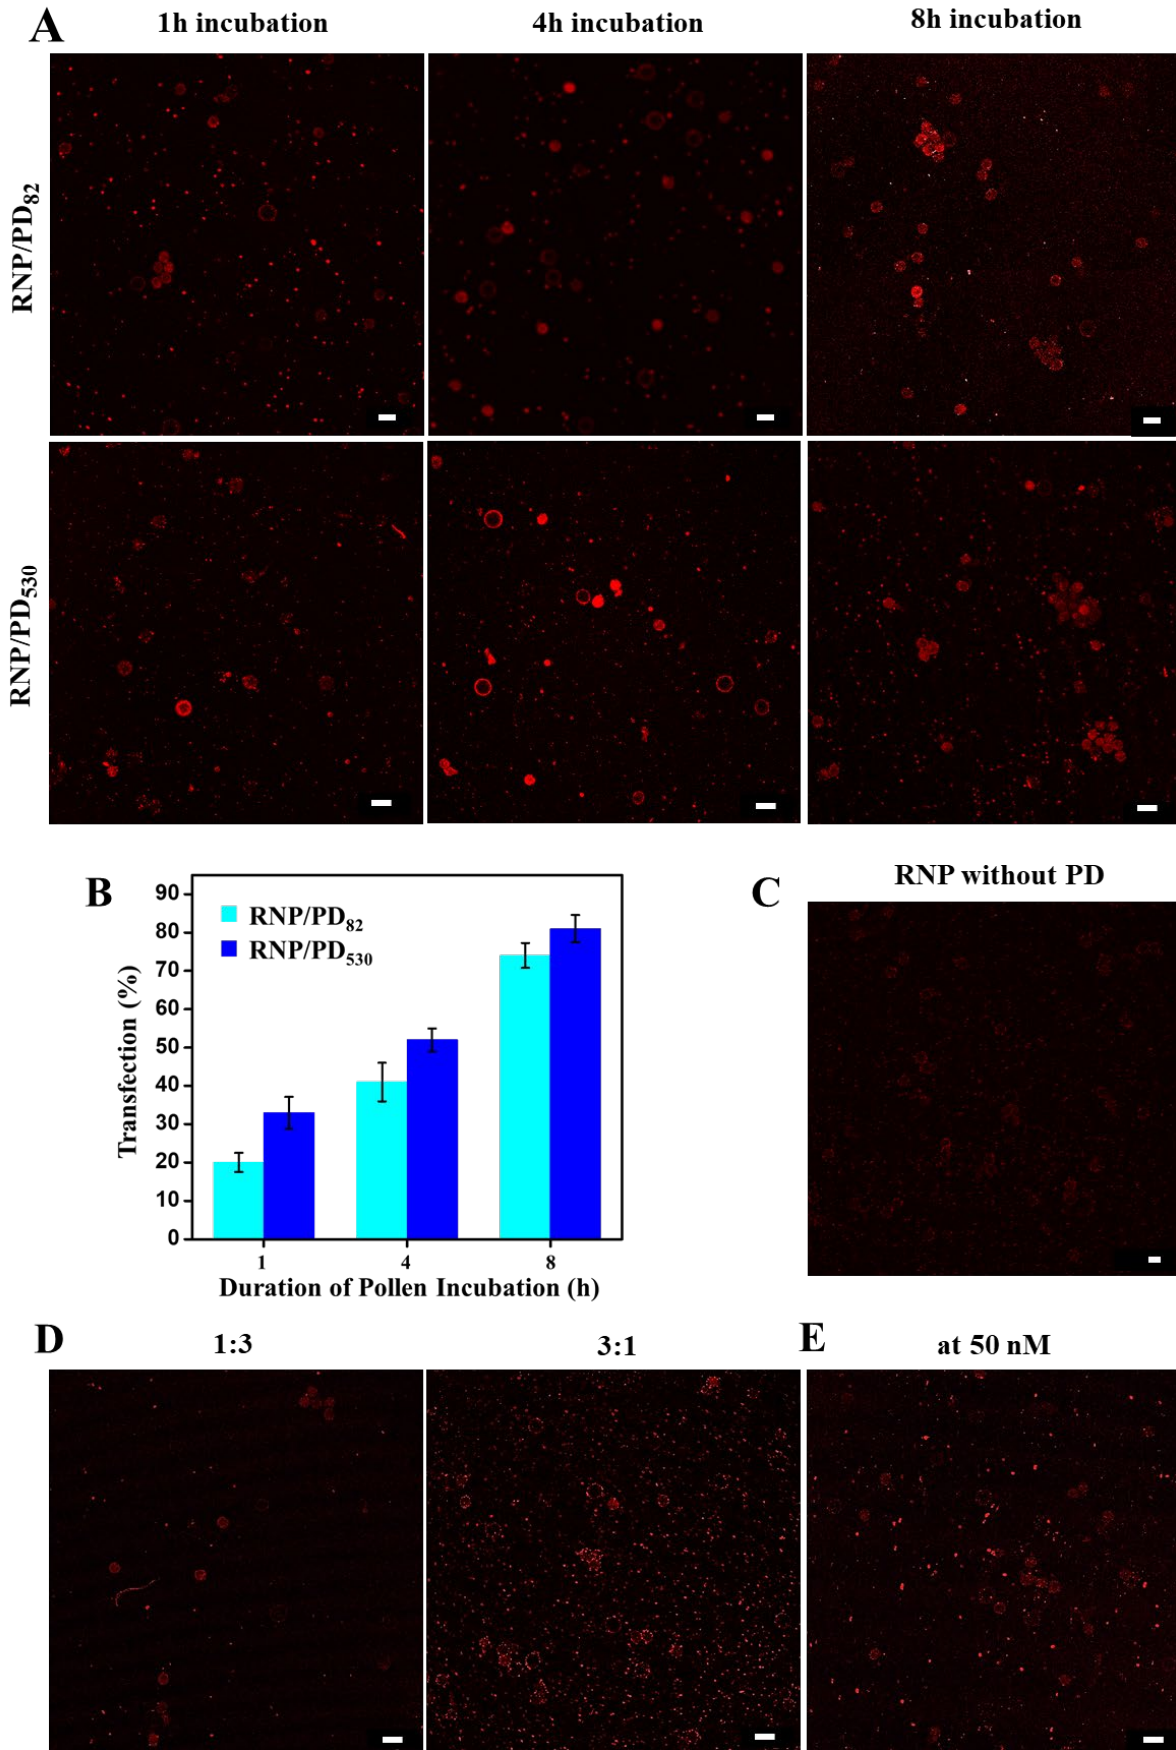 A
1h incubation
4h incubation
8h incubation
RNP/PD82
RNP/PD530
B
RNP/PD82
RNP/PD530
Transfection (%)
90
80
70
60
50
40
30
20
10
0
1
4
8
Duration of Pollen Incubation (h)
C
RNP without PD
D
1:3
3:1
E
at 50 nM